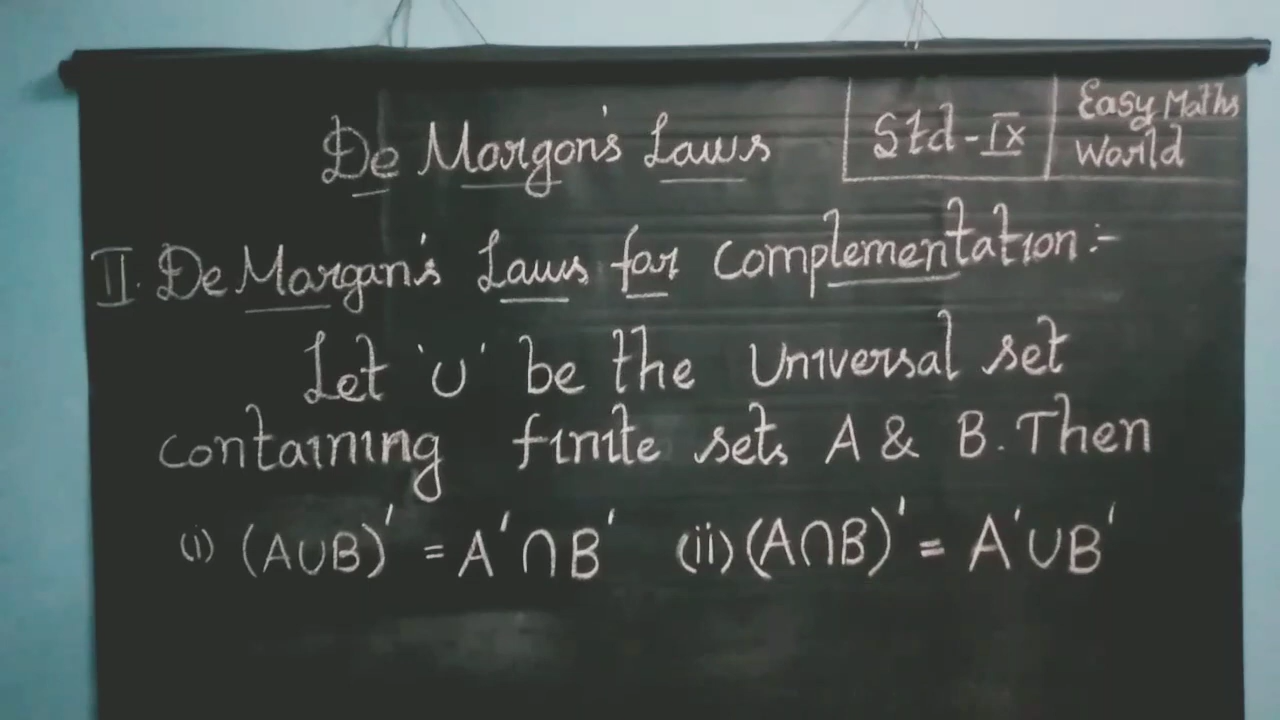 De Morgan's Laws
Std - IX
Easy Maths
World
II. De Morgan's Laws for Complementation :-
Let 'U' be the Universal set
containing finite sets A & B. Then
(i) (A∪B)' = A'∩B' (ii) (A∩B)' = A'∪B'